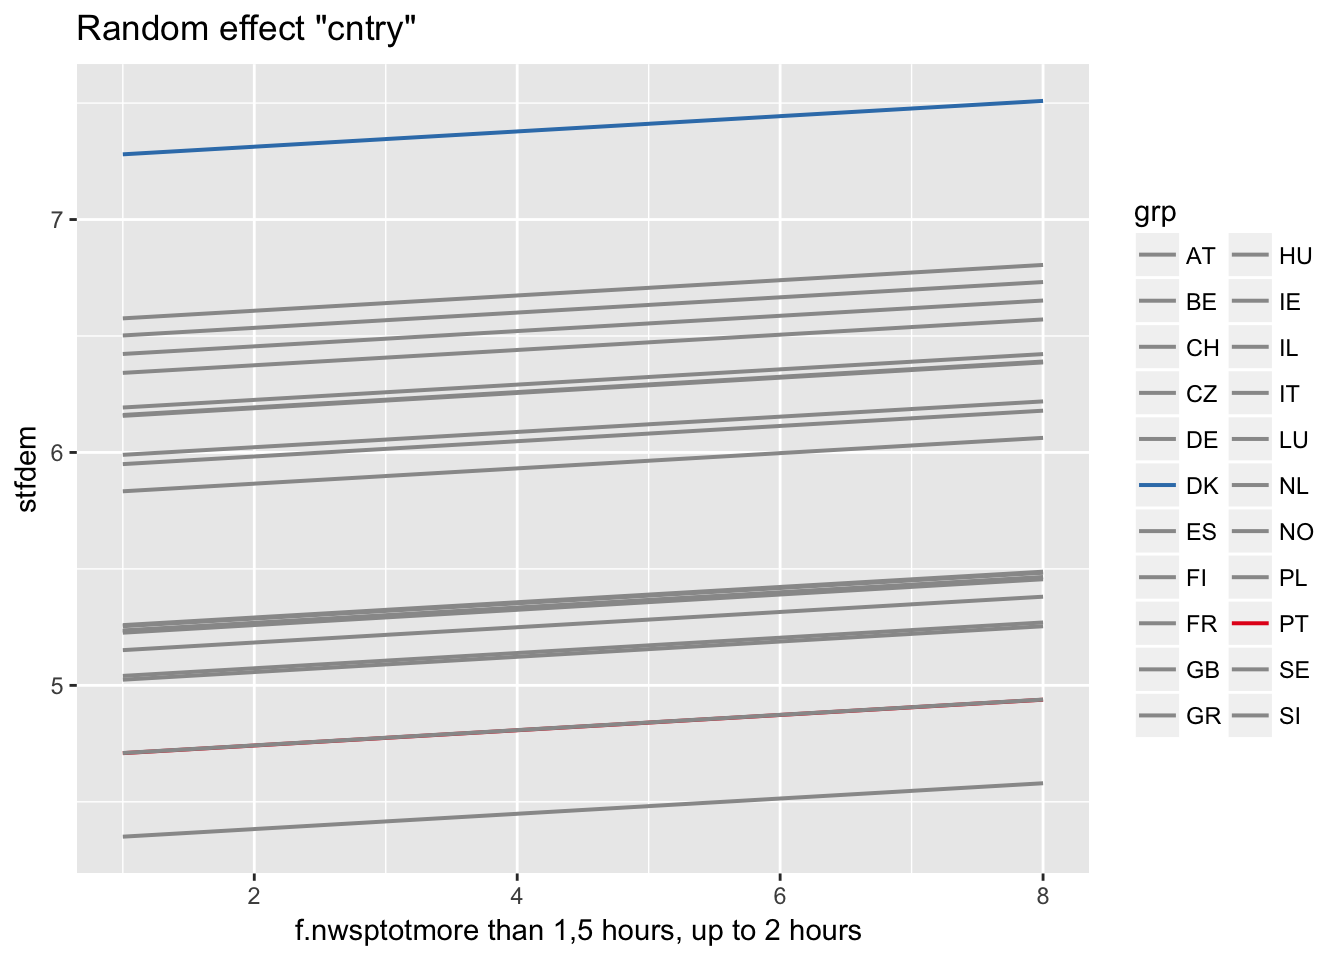 Random effect "cntry"
7
6
5
stfdem
2 4 6 8
f.nwsptotmore than 1,5 hours, up to 2 hours
grp
AT HU
BE IE
CH IL
CZ IT
DE LU
DK NL
ES NO
FI PL
FR PT
GB SE
GR SI